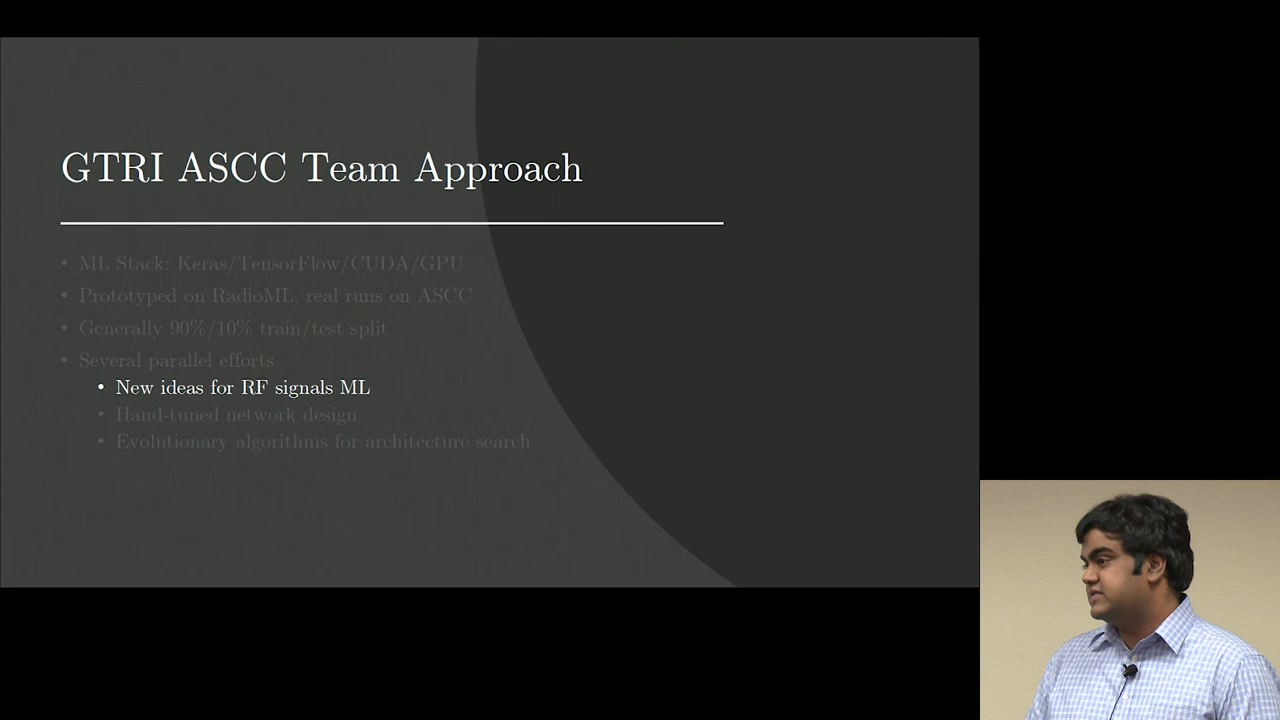 GTRI ASCC Team Approach
• ML Stack: Keras/TensorFlow/CUDA/GPU
• Prototyped on RadioML, real runs on ASCC
• Generally 90%/10% train/test split
• Several parallel efforts
• New ideas for RF signals ML
• Hand-tuned network design
• Evolutionary algorithms for architecture search